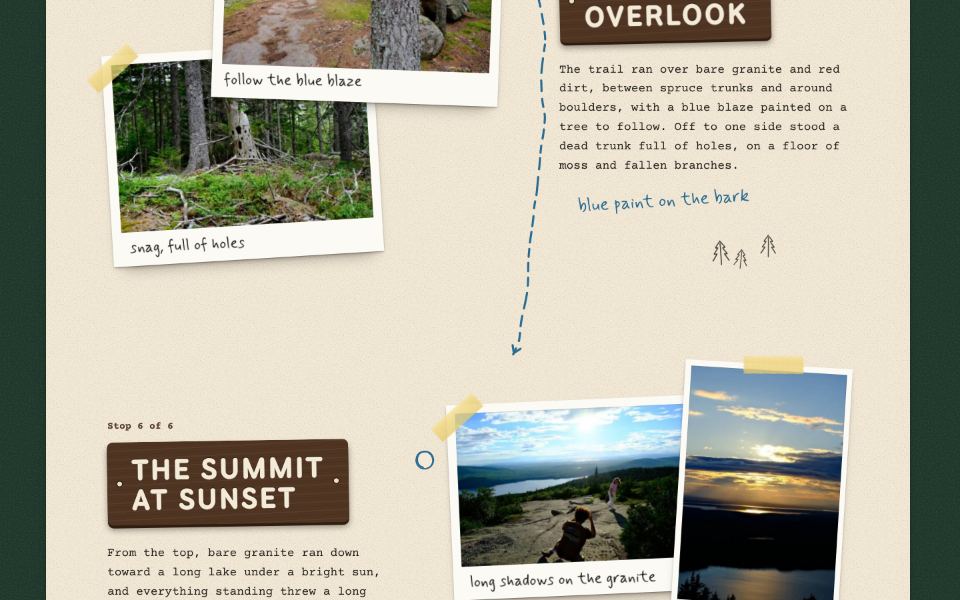 OVERLOOK
follow the blue blaze
The trail ran over bare granite and red
dirt, between spruce trunks and around
boulders, with a blue blaze painted on a
tree to follow. Off to one side stood a
dead trunk full of holes, on a floor of
moss and fallen branches.
blue paint on the bark
snag, full of holes
Stop 6 of 6
THE SUMMIT
AT SUNSET
From the top, bare granite ran down
toward a long lake under a bright sun,
and everything standing threw a long
long shadows on the granite